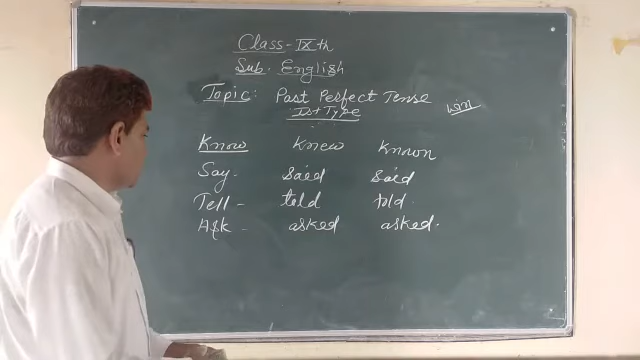 Class-IXth
Sub. English
Topic: Past Perfect Tense
Ist Type
Know Knew Known
Say- Said Said
Tell- told told.
Ask- asked asked.